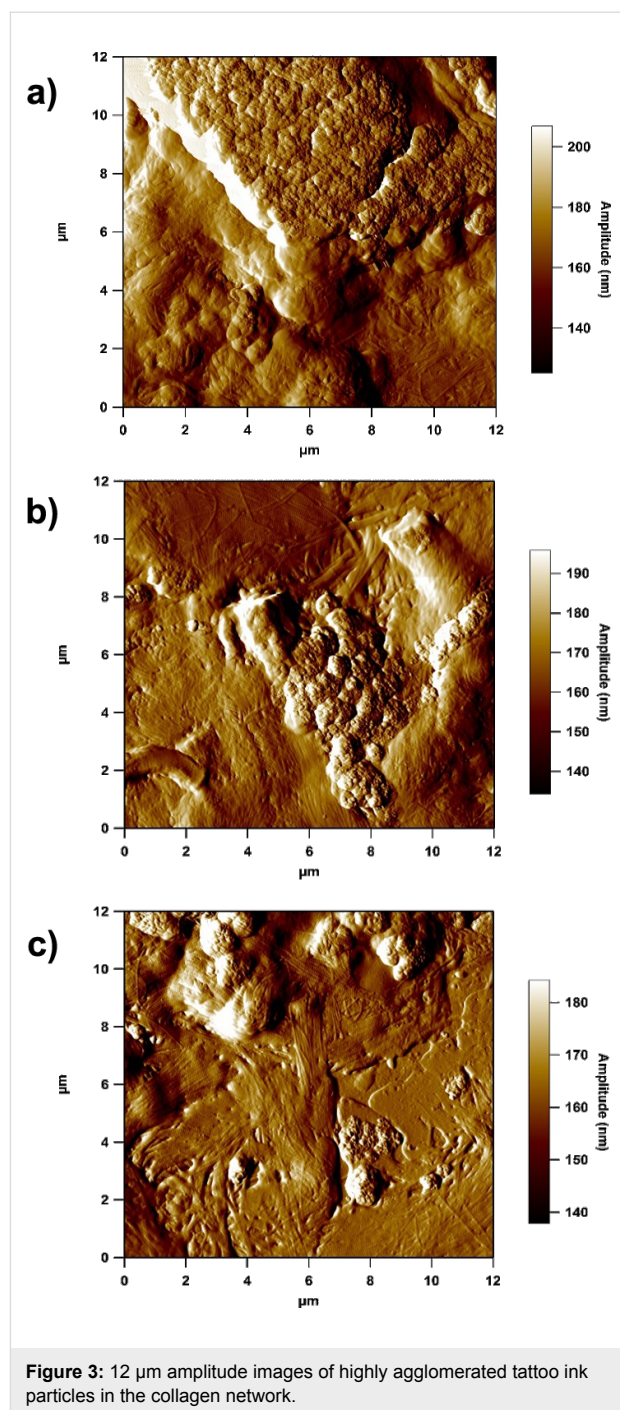 a)
12
10
8
6
4
2
0
µm
0 2 4 6 8 10 12
µm
200
180
160
140
Amplitude (nm)
b)
12
10
8
6
4
2
0
µm
0 2 4 6 8 10 12
µm
190
180
170
160
150
140
Amplitude (nm)
c)
12
10
8
6
4
2
0
µm
0 2 4 6 8 10 12
µm
180
170
160
150
140
Amplitude (nm)
Figure 3: 12 µm amplitude images of highly agglomerated tattoo ink
particles in the collagen network.